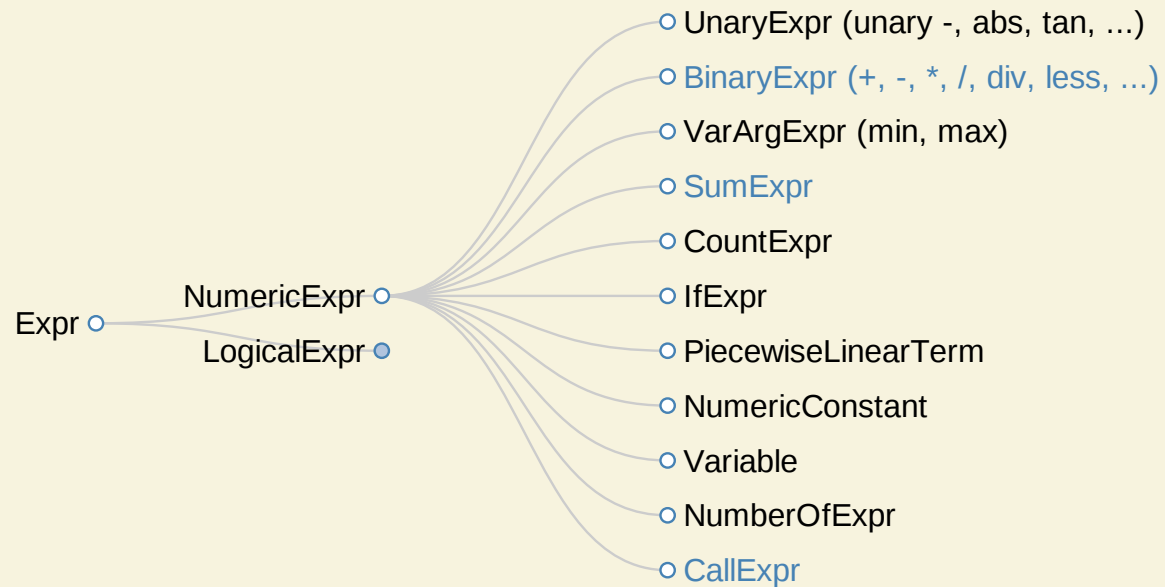 UnaryExpr (unary -, abs, tan, ...)
BinaryExpr (+, -, *, /, div, less, ...)
VarArgExpr (min, max)
SumExpr
CountExpr
NumericExpr
IfExpr
Expr
LogicalExpr
PiecewiseLinearTerm
NumericConstant
Variable
NumberOfExpr
CallExpr